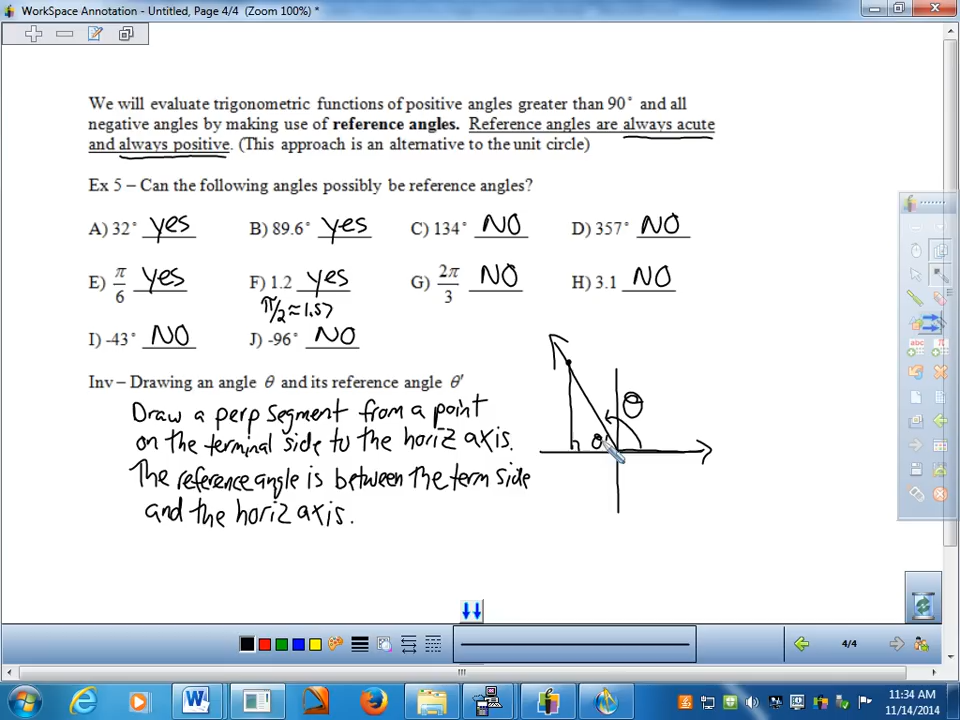 WorkSpace Annotation - Untitled, Page 4/4 (Zoom 100%) *
We will evaluate trigonometric functions of positive angles greater than 90° and all
negative angles by making use of reference angles. Reference angles are always acute
and always positive. (This approach is an alternative to the unit circle)
Ex 5 – Can the following angles possibly be reference angles?
A) 32° yes B) 89.6° yes C) 134° NO D) 357° NO
E) π/6 yes F) 1.2 yes G) 2π/3 NO H) 3.1 NO
π/2 ≈ 1.57
I) -43° NO J) -96° NO
Inv – Drawing an angle θ and its reference angle θ'
Draw a perp segment from a point
on the terminal side to the horiz axis.
The reference angle is between the term side
and the horiz axis.
θ
θ
abc
π
4/4
11:34 AM
11/14/2014